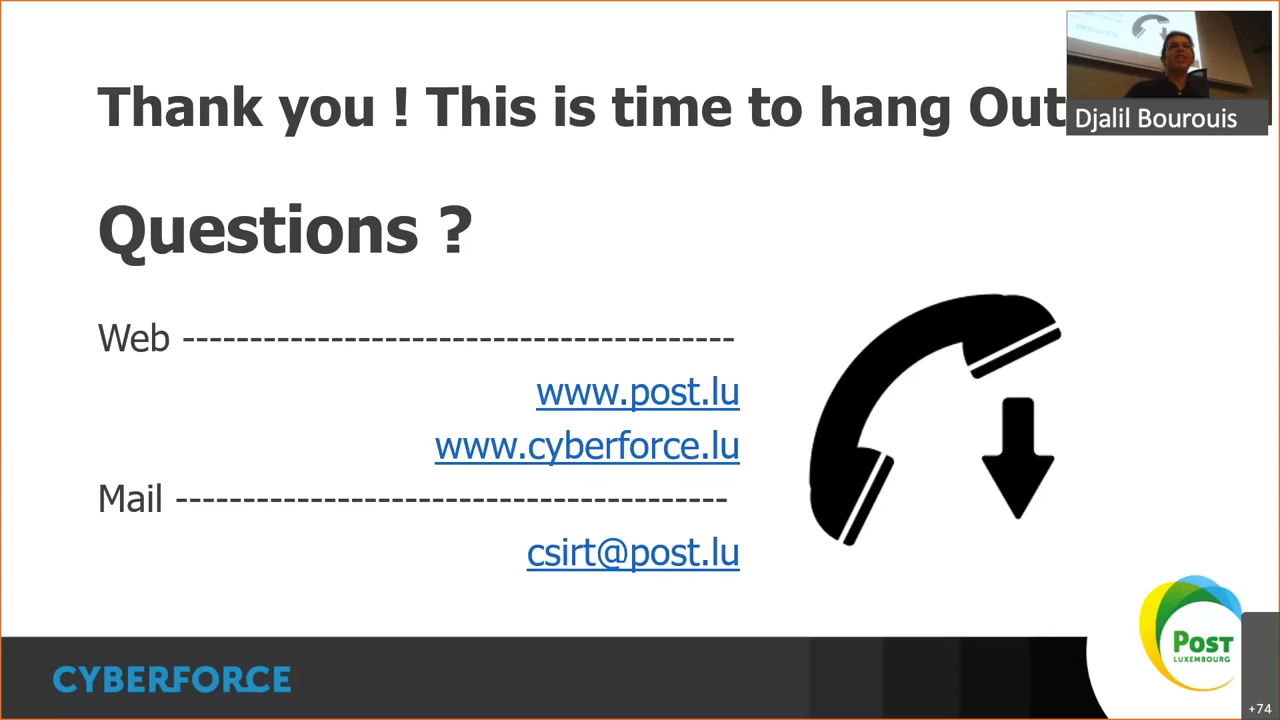 Thank you ! This is time to hang Out
Djalil Bourouis
Questions ?
Web -----------------------------------------
www.post.lu
www.cyberforce.lu
Mail -----------------------------------------
csirt@post.lu
CYBERFORCE
POST
LUXEMBOURG
+74